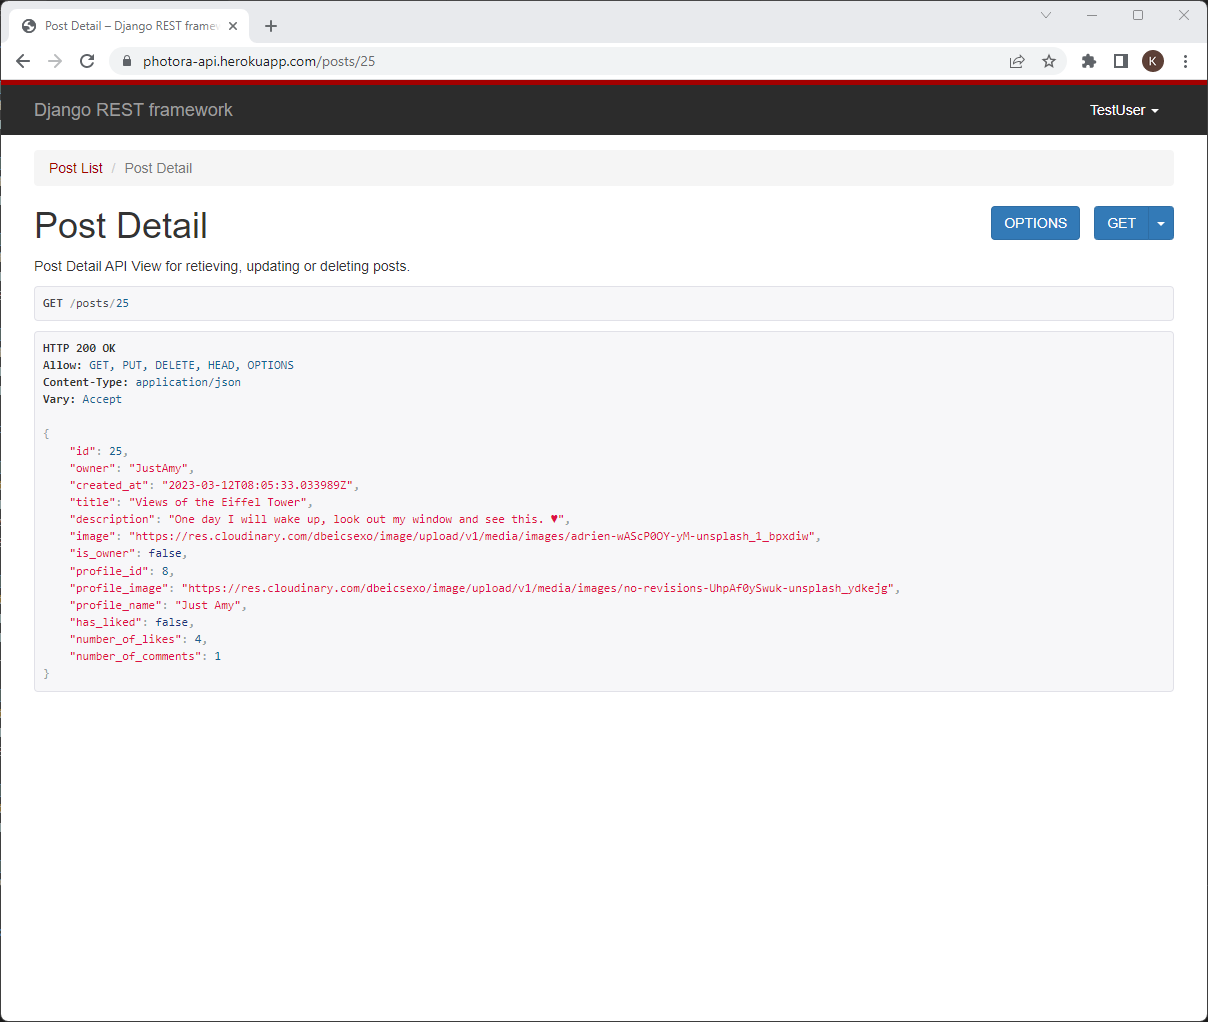 Post Detail – Django REST framew
photora-api.herokuapp.com/posts/25
K
Django REST framework
TestUser
Post List / Post Detail
Post Detail
OPTIONS
GET
Post Detail API View for retieving, updating or deleting posts.
GET /posts/25
HTTP 200 OK
Allow: GET, PUT, DELETE, HEAD, OPTIONS
Content-Type: application/json
Vary: Accept
{
"id": 25,
"owner": "JustAmy",
"created_at": "2023-03-12T08:05:33.033989Z",
"title": "Views of the Eiffel Tower",
"description": "One day I will wake up, look out my window and see this. ♥",
"image": "https://res.cloudinary.com/dbeicsexo/image/upload/v1/media/images/adrien-wAScP0OY-yM-unsplash_1_bpxdiw",
"is_owner": false,
"profile_id": 8,
"profile_image": "https://res.cloudinary.com/dbeicsexo/image/upload/v1/media/images/no-revisions-UhpAf0ySwuk-unsplash_ydkejg",
"profile_name": "Just Amy",
"has_liked": false,
"number_of_likes": 4,
"number_of_comments": 1
}